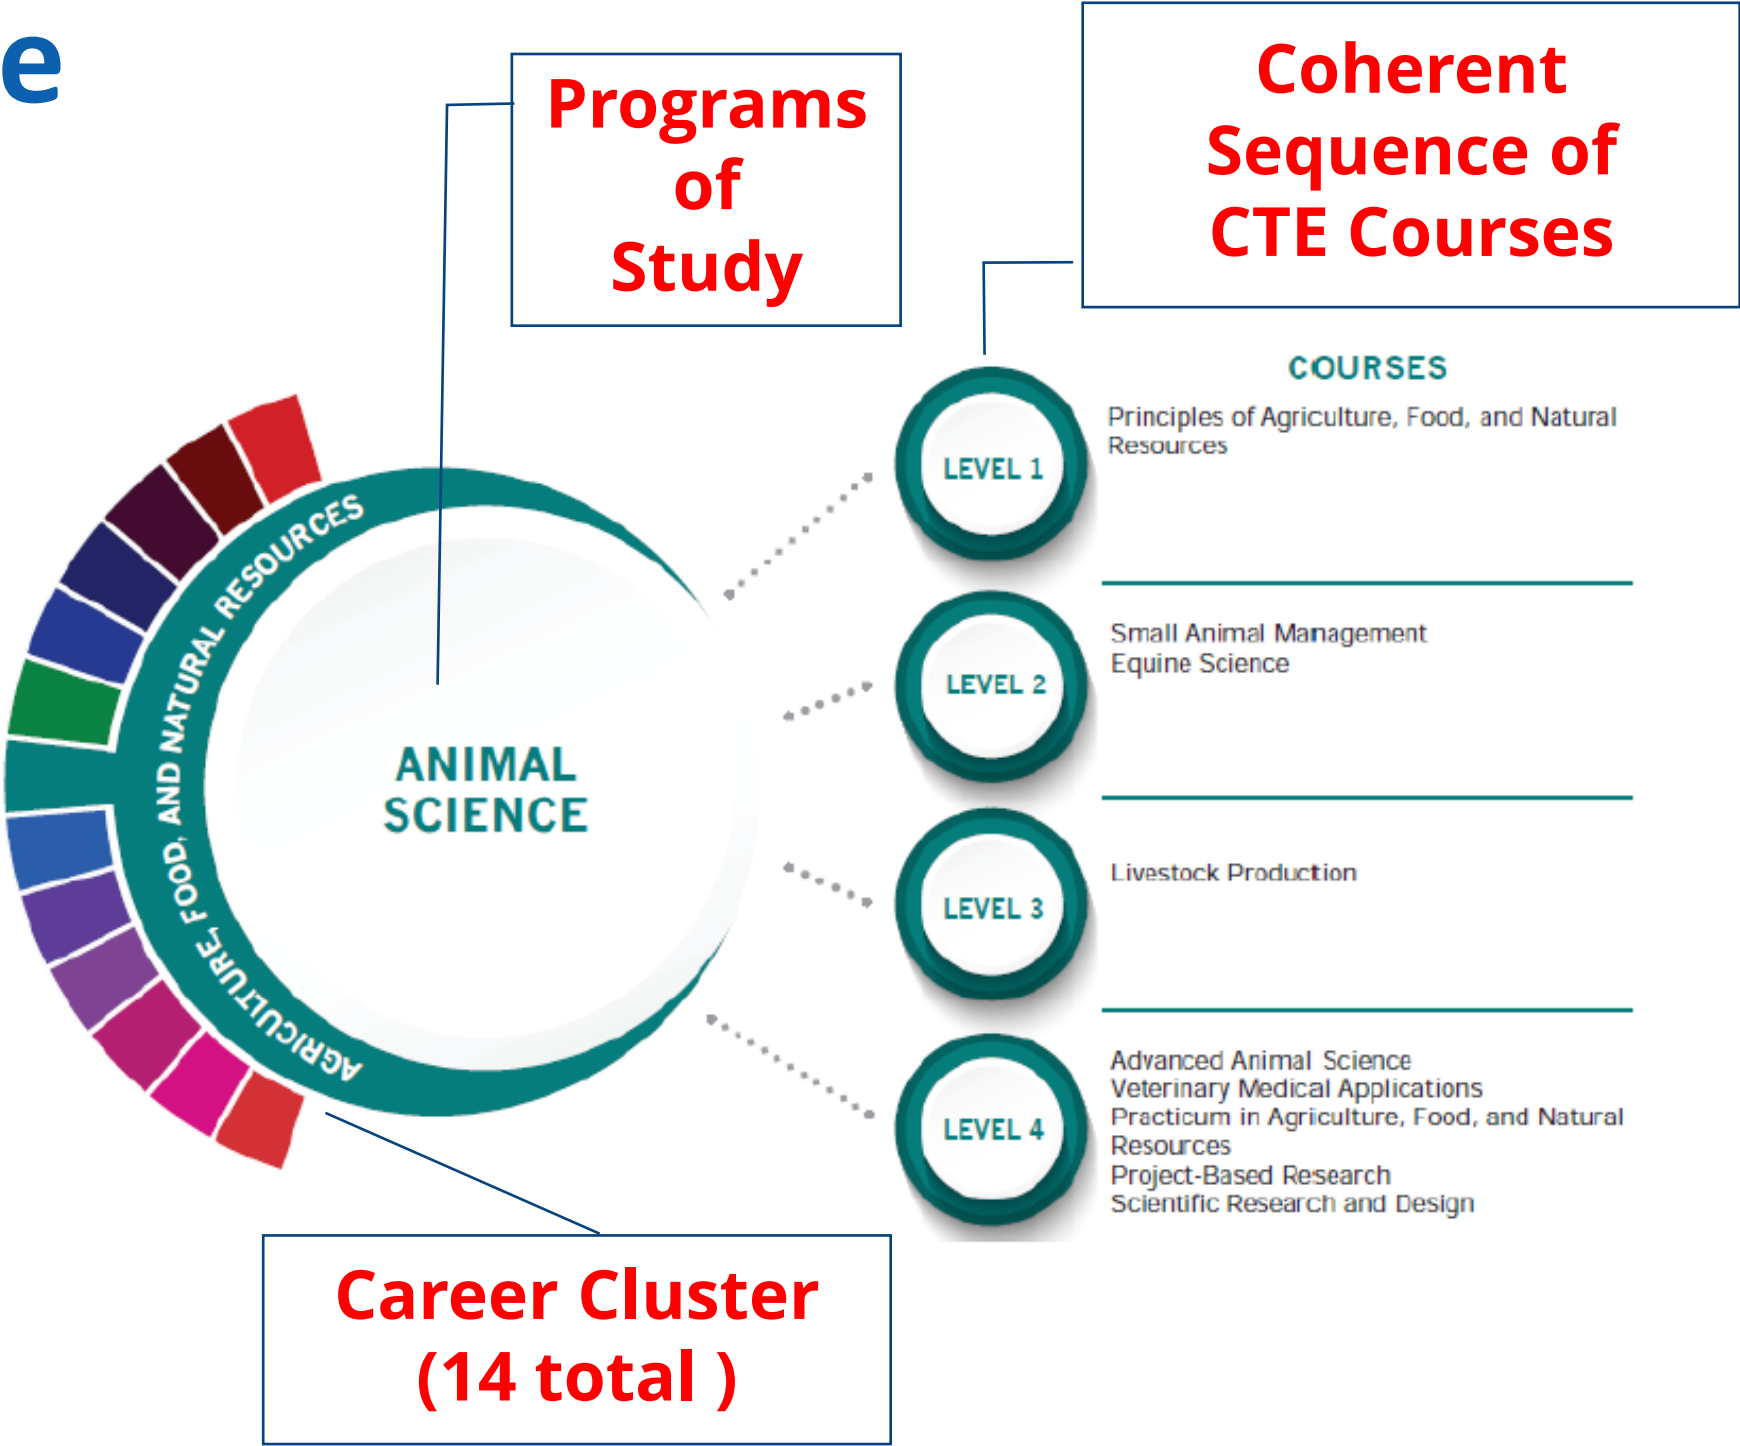 e
Programs
of
Study
Coherent
Sequence of
CTE Courses
AGRICULTURE, FOOD, AND NATURAL RESOURCES
ANIMAL
SCIENCE
COURSES
LEVEL 1
Principles of Agriculture, Food, and Natural
Resources
LEVEL 2
Small Animal Management
Equine Science
LEVEL 3
Livestock Production
LEVEL 4
Advanced Animal Science
Veterinary Medical Applications
Practicum in Agriculture, Food, and Natural
Resources
Project-Based Research
Scientific Research and Design
Career Cluster
(14 total )